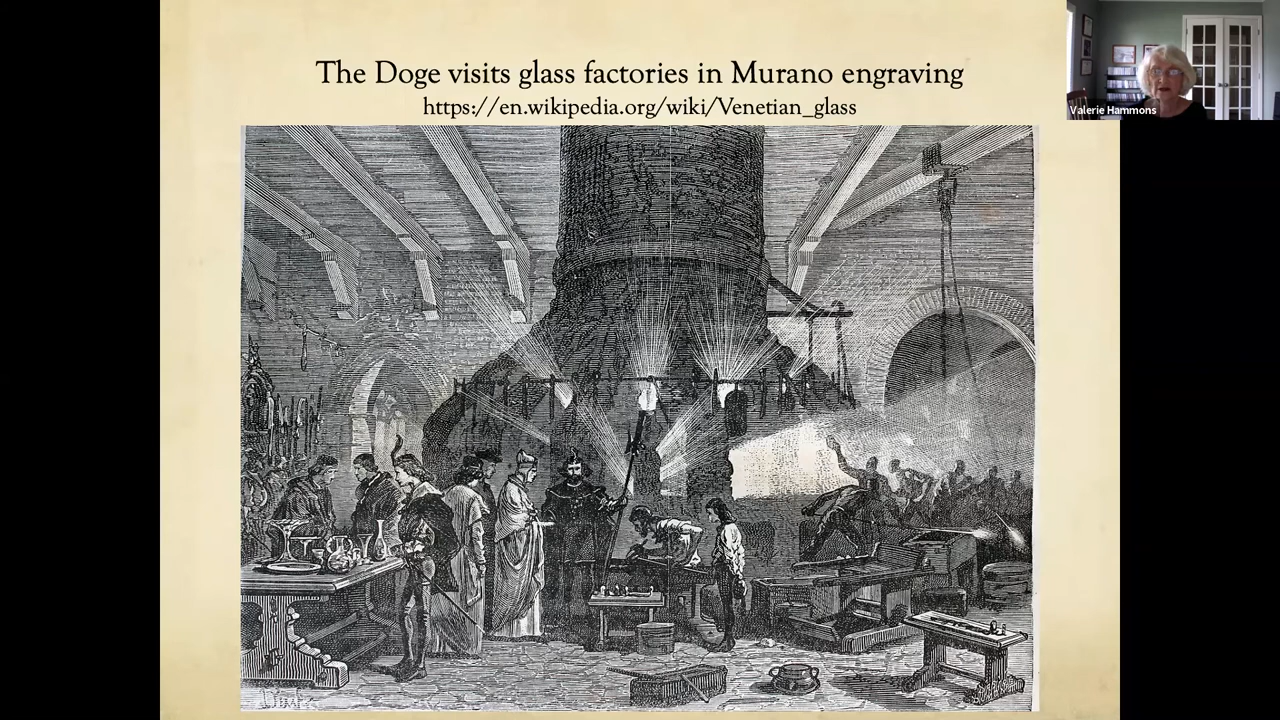 The Doge visits glass factories in Murano engraving
https://en.wikipedia.org/wiki/Venetian_glass
Valerie Hammons